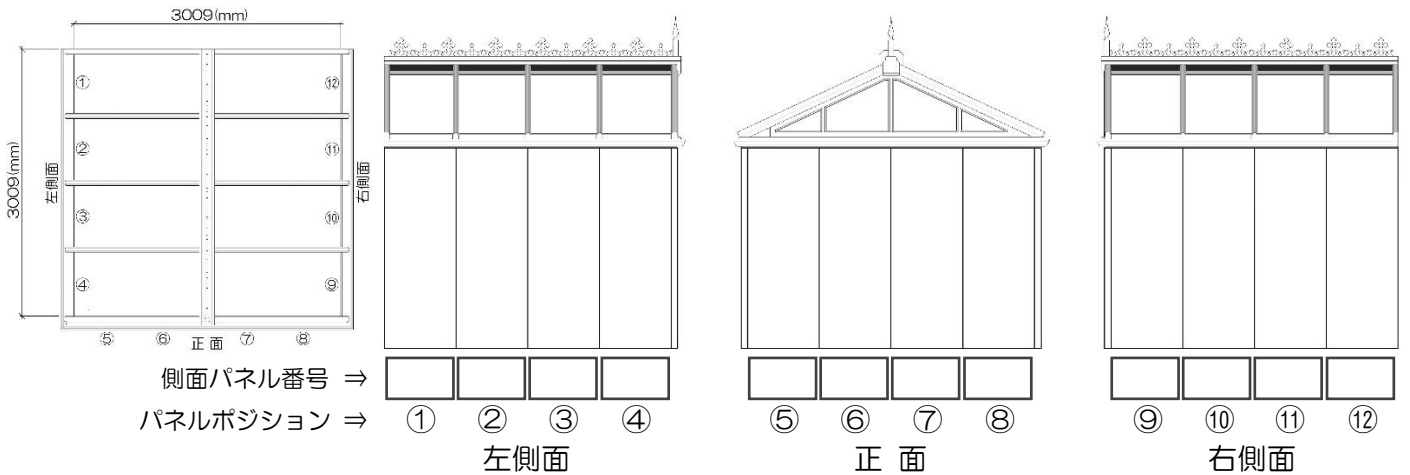 3009(mm)
3009(mm)
左側面
右側面
① ② ③ ④
⑫ ⑪ ⑩ ⑨
⑤ ⑥ 正面 ⑦ ⑧
側面パネル番号 ⇒
パネルポジション ⇒ ① ② ③ ④ ⑤ ⑥ ⑦ ⑧ ⑨ ⑩ ⑪ ⑫
左側面 正 面 右側面